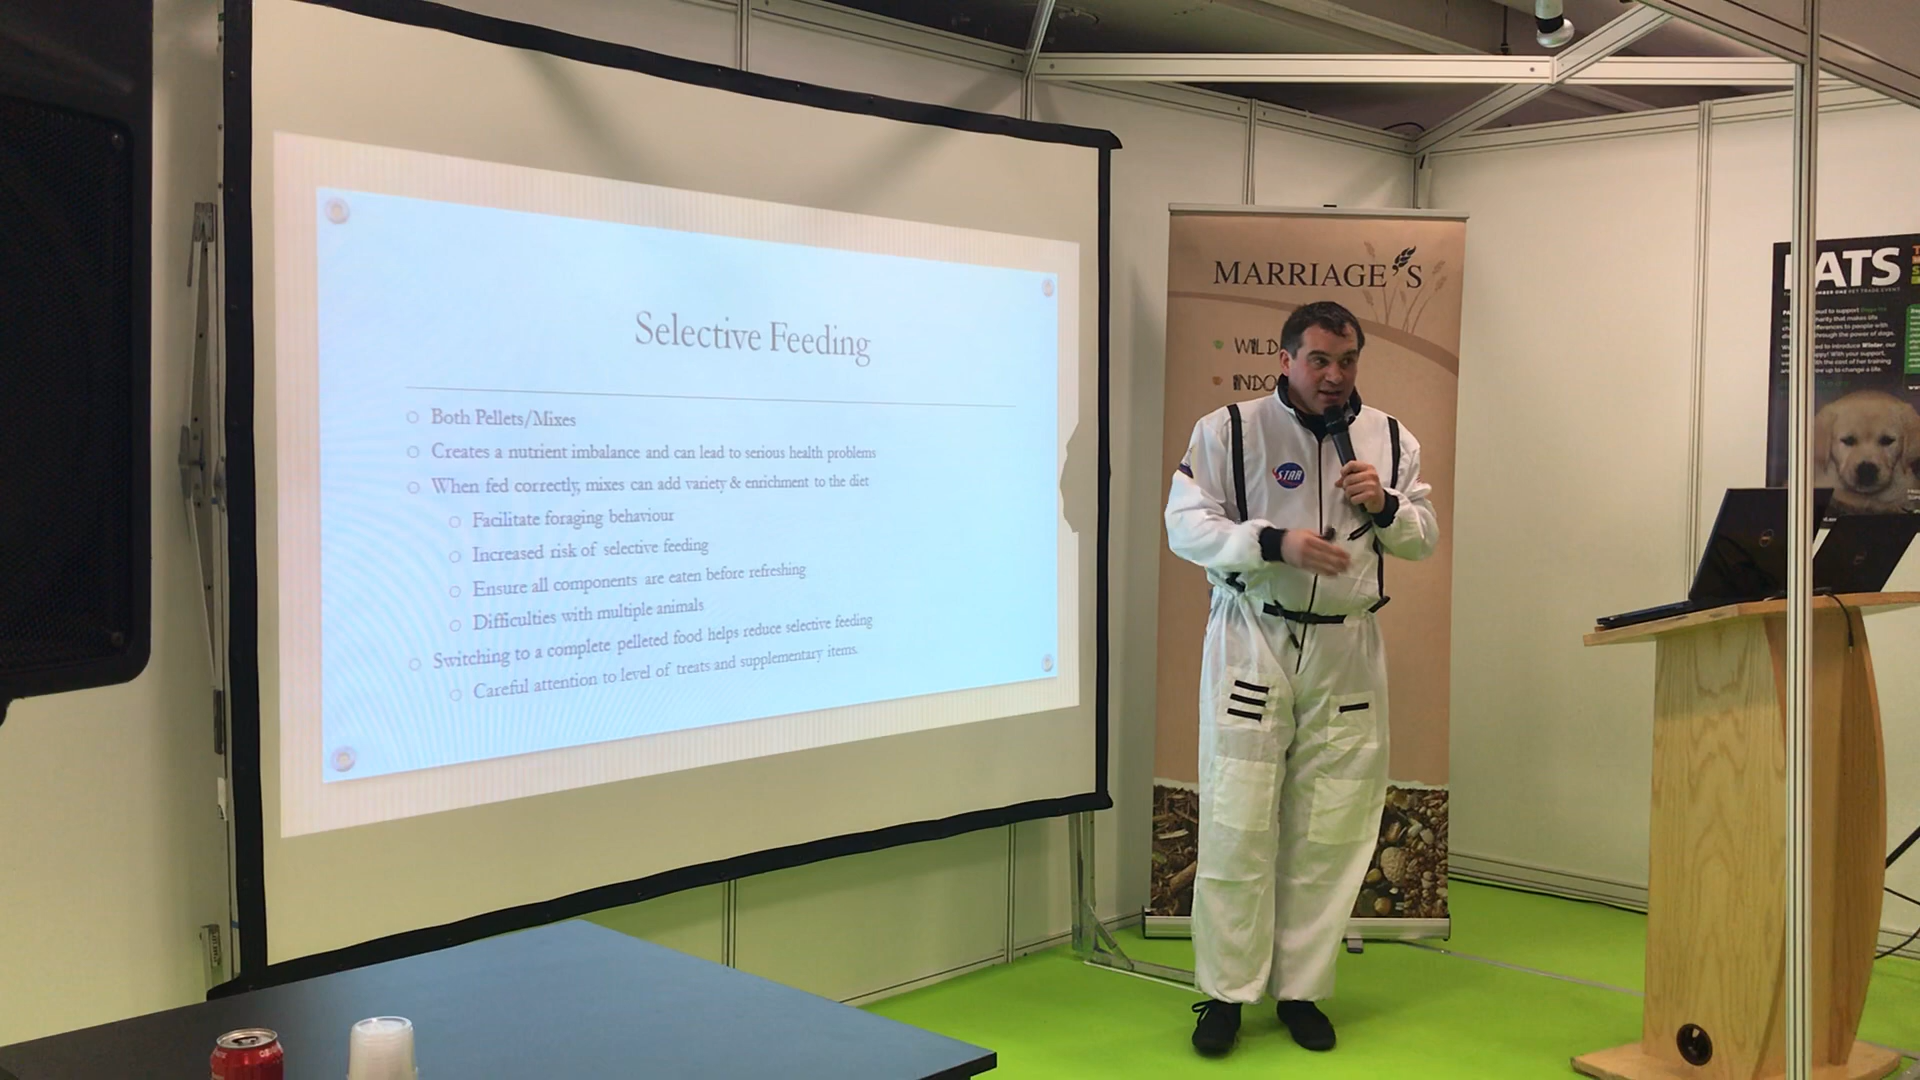 Selective Feeding
Both Pellets/Mixes
Creates a nutrient imbalance and can lead to serious health problems
When fed correctly, mixes can add variety & enrichment to the diet
Facilitate foraging behaviour
Increased risk of selective feeding
Ensure all components are eaten before refreshing
Difficulties with multiple animals
Switching to a complete pelleted food helps reduce selective feeding
Careful attention to level of treats and supplementary items.
MARRIAGE'S
WILD
INDO
STAR
ATS